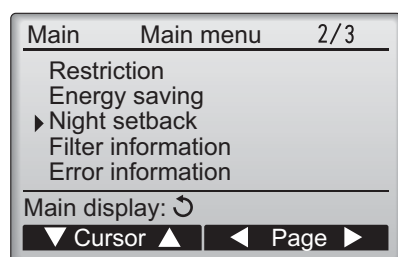 Main Main menu 2/3
Restriction
Energy saving
Night setback
Filter information
Error information
Main display:
Cursor Page